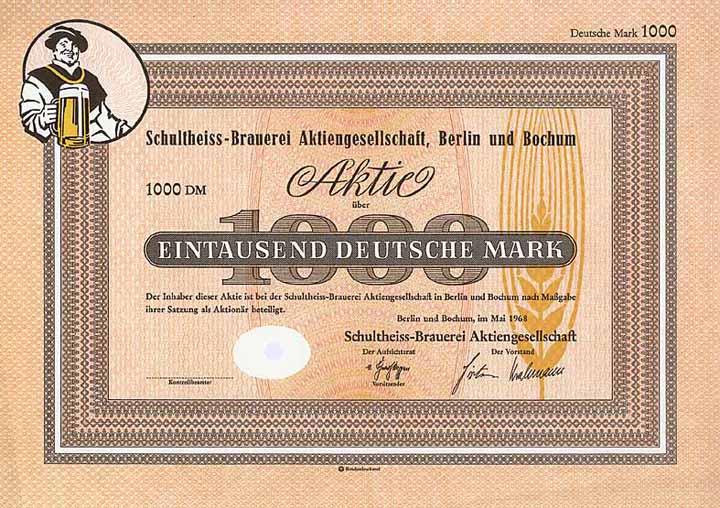 Deutsche Mark 1000
Schultheiss-Brauerei Aktiengesellschaft, Berlin und Bochum
Aktie
1000 DM
über
1000
EINTAUSEND DEUTSCHE MARK
Der Inhaber dieser Aktie ist bei der Schultheiss-Brauerei Aktiengesellschaft in Berlin und Bochum nach Maßgabe
ihrer Satzung als Aktionär beteiligt.
Berlin und Bochum, im Mai 1968
Schultheiss-Brauerei Aktiengesellschaft
Der Aufsichtsrat
Der Vorstand
Vorsitzender
Kontrollbeamter
Bundesdruckerei